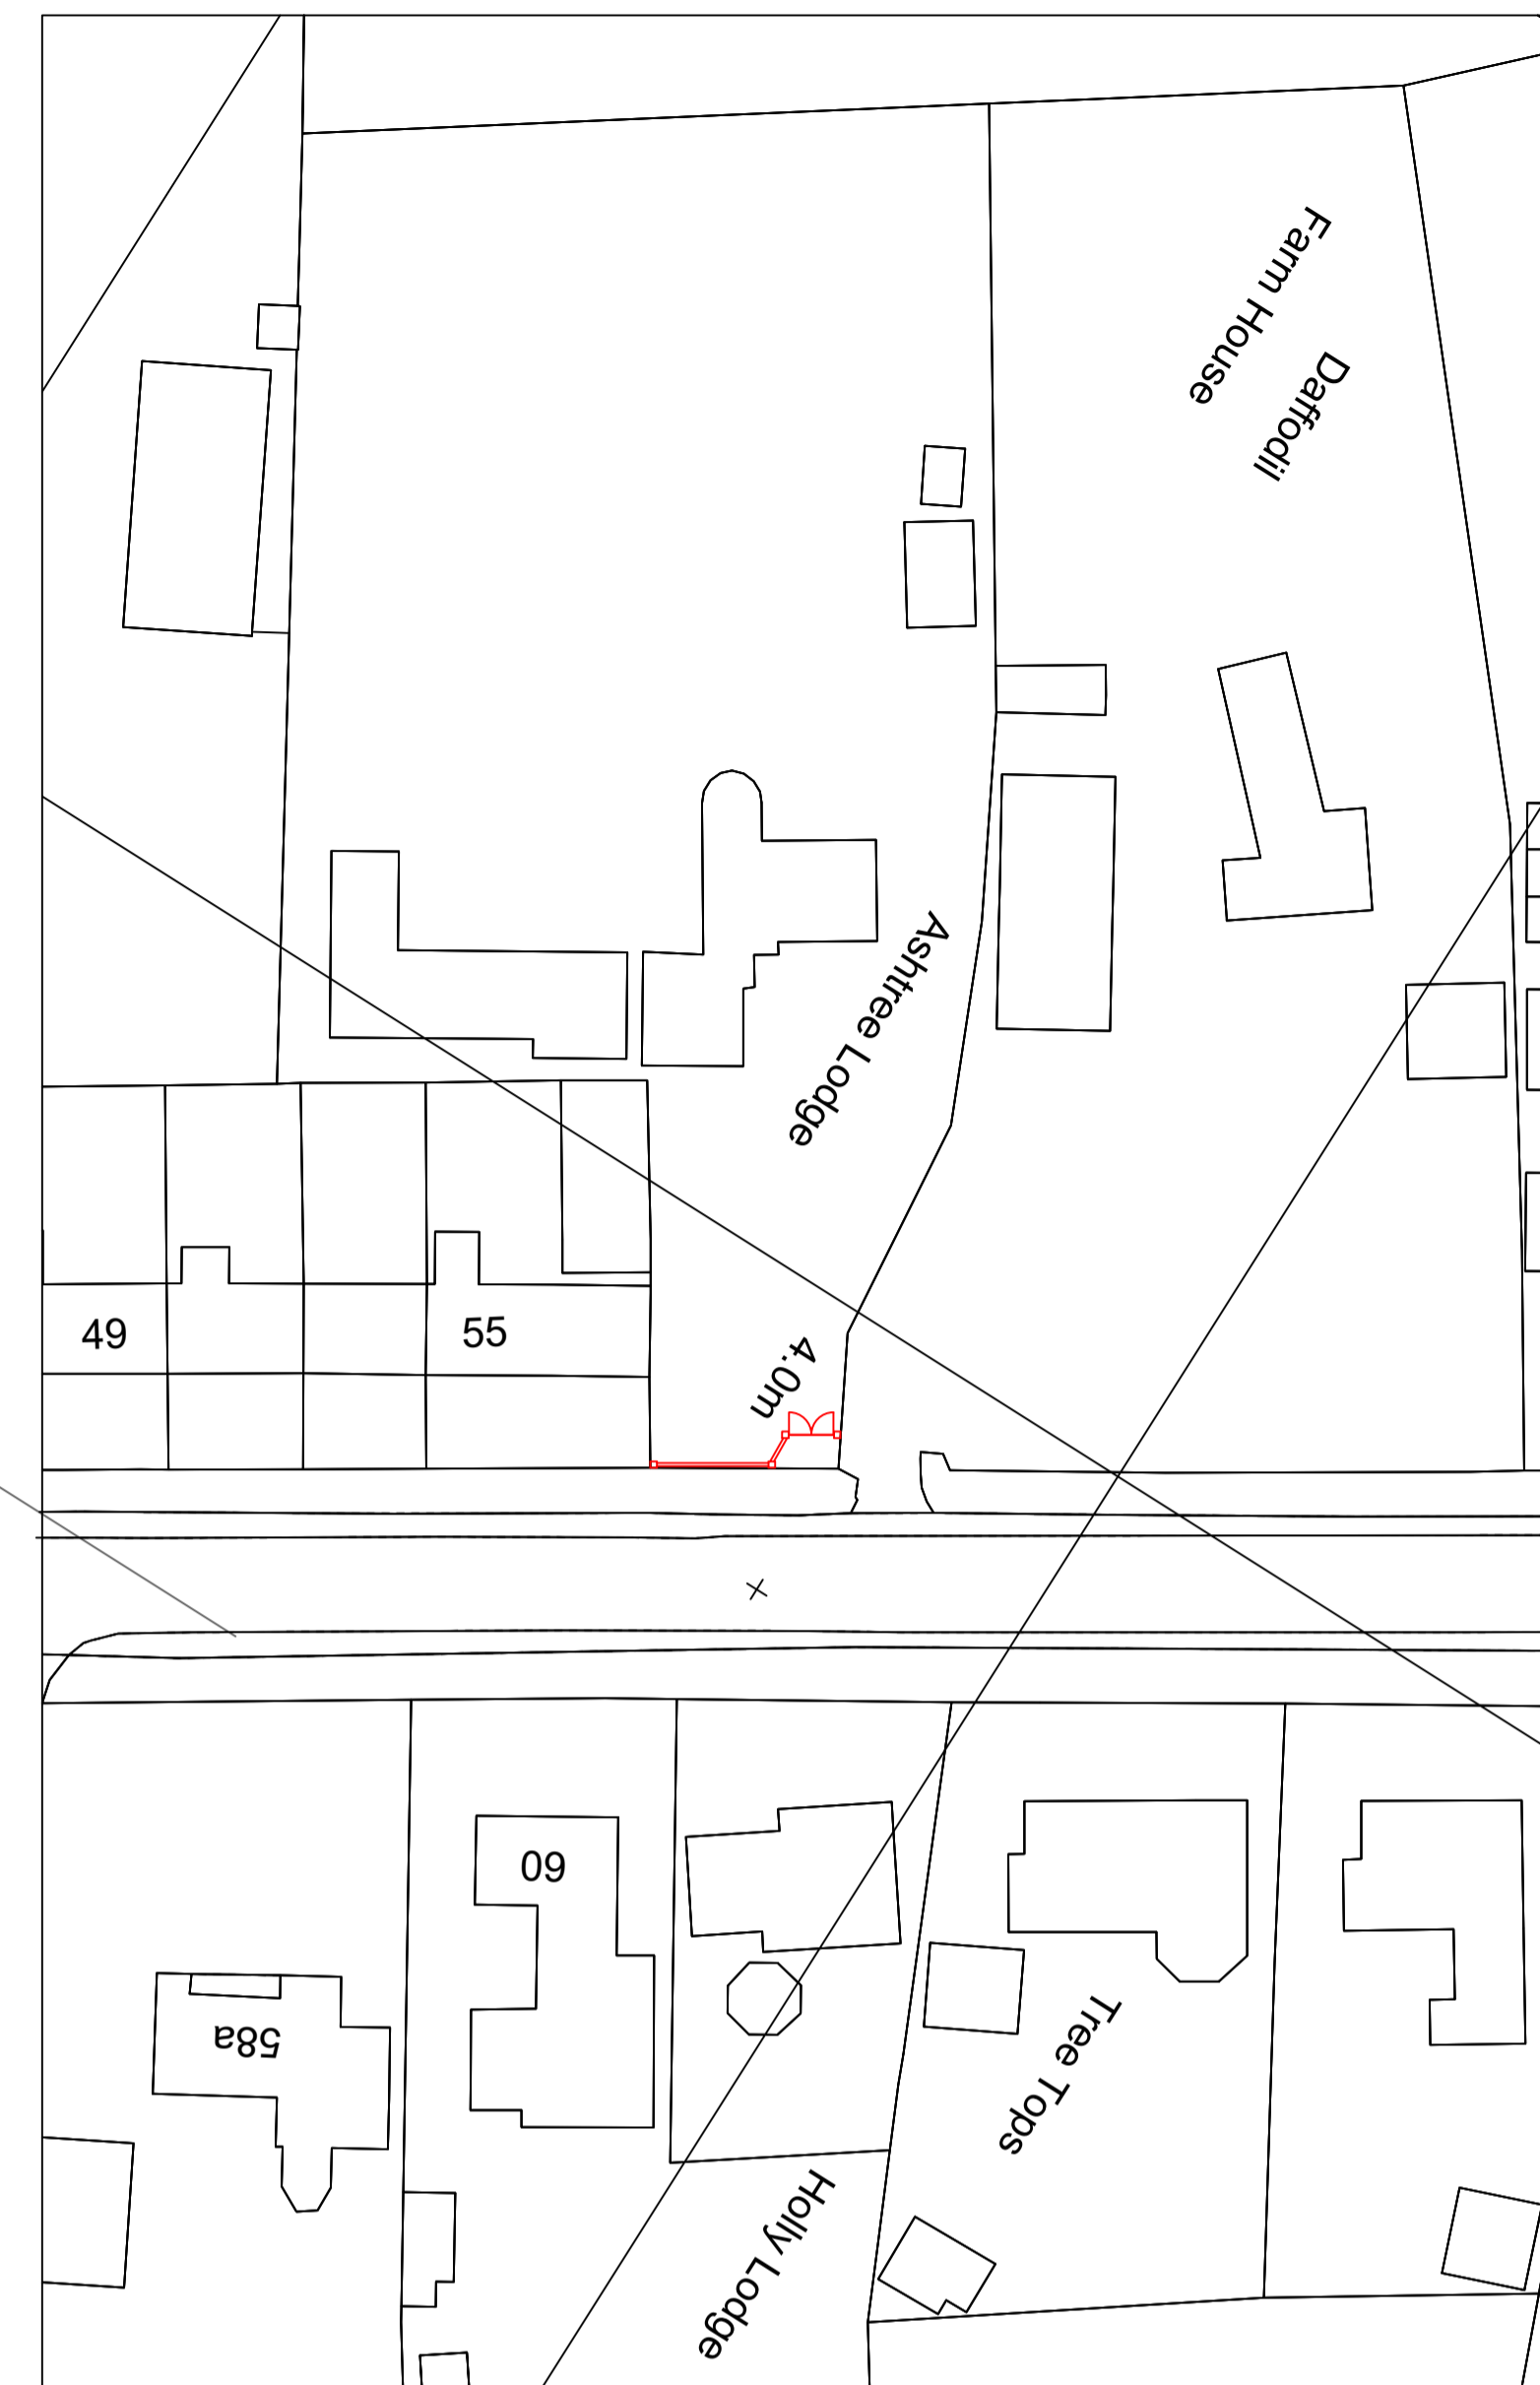 Farm House
Daffodil
Ashtree Lodge
49
55
4.0m
60
58a
Tree Tops
Holly Lodge